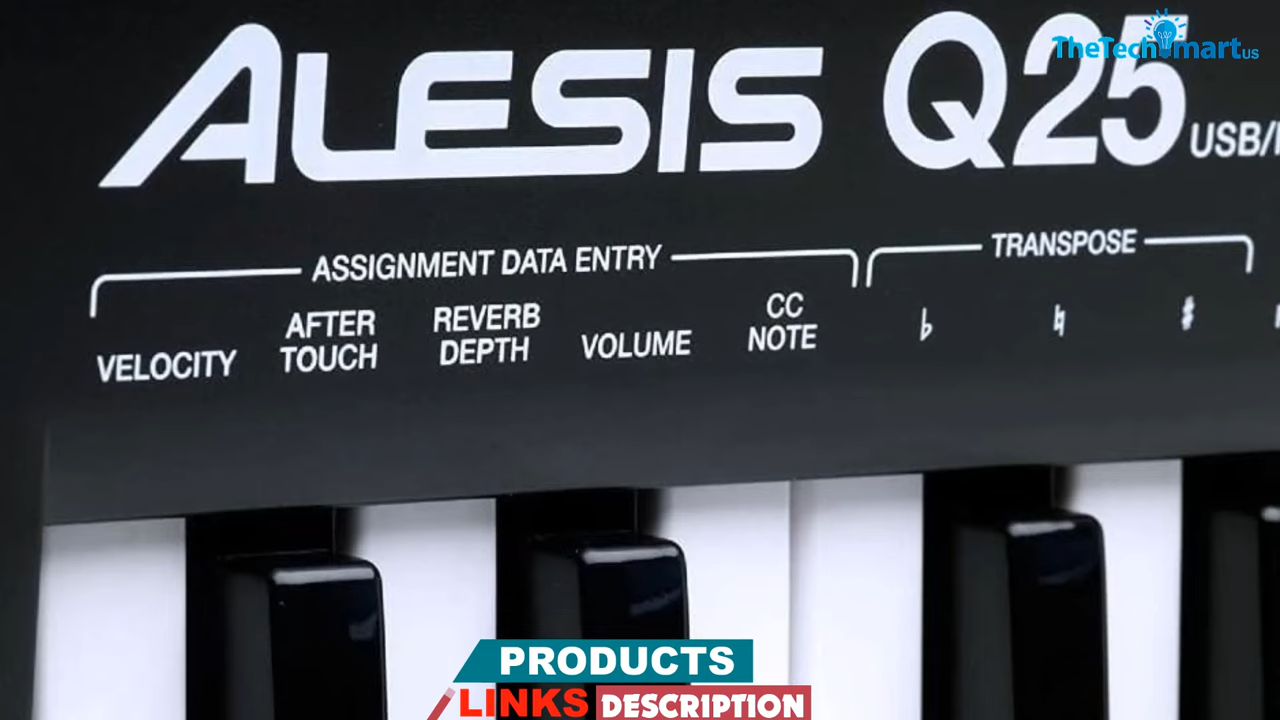 TheTechSmart.US
ALESIS Q25
USB/
ASSIGNMENT DATA ENTRY
TRANSPOSE
VELOCITY
AFTER
TOUCH
REVERB
DEPTH
VOLUME
CC
NOTE
♭ ♮ ♯
PRODUCTS
LINKS DESCRIPTION